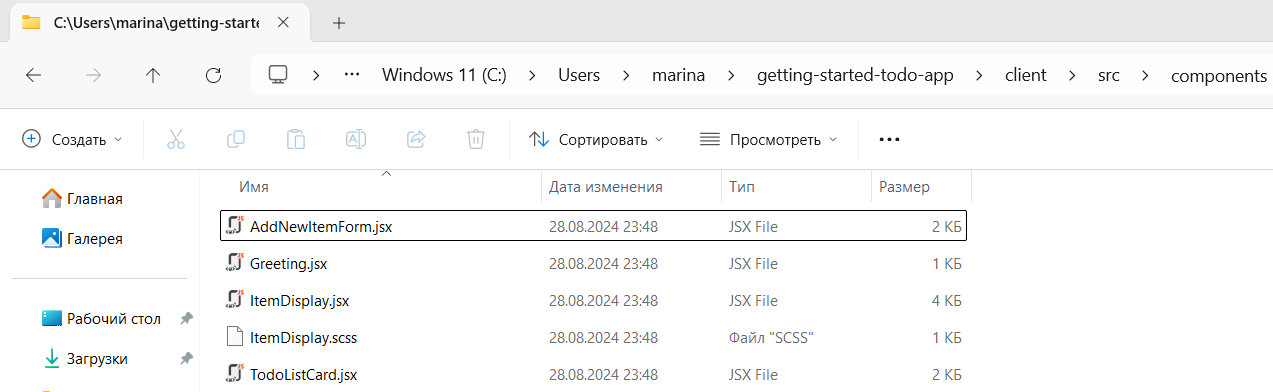 C:\Users\marina\getting-starte
Windows 11 (C:) > Users > marina > getting-started-todo-app > client > src > components
Создать Сортировать Просмотреть
Главная
Галерея
Рабочий стол
Загрузки
Имя Дата изменения Тип Размер
AddNewItemForm.jsx 28.08.2024 23:48 JSX File 2 КБ
Greeting.jsx 28.08.2024 23:48 JSX File 1 КБ
ItemDisplay.jsx 28.08.2024 23:48 JSX File 4 КБ
ItemDisplay.scss 28.08.2024 23:48 Файл "SCSS" 1 КБ
TodoListCard.jsx 28.08.2024 23:48 JSX File 2 КБ